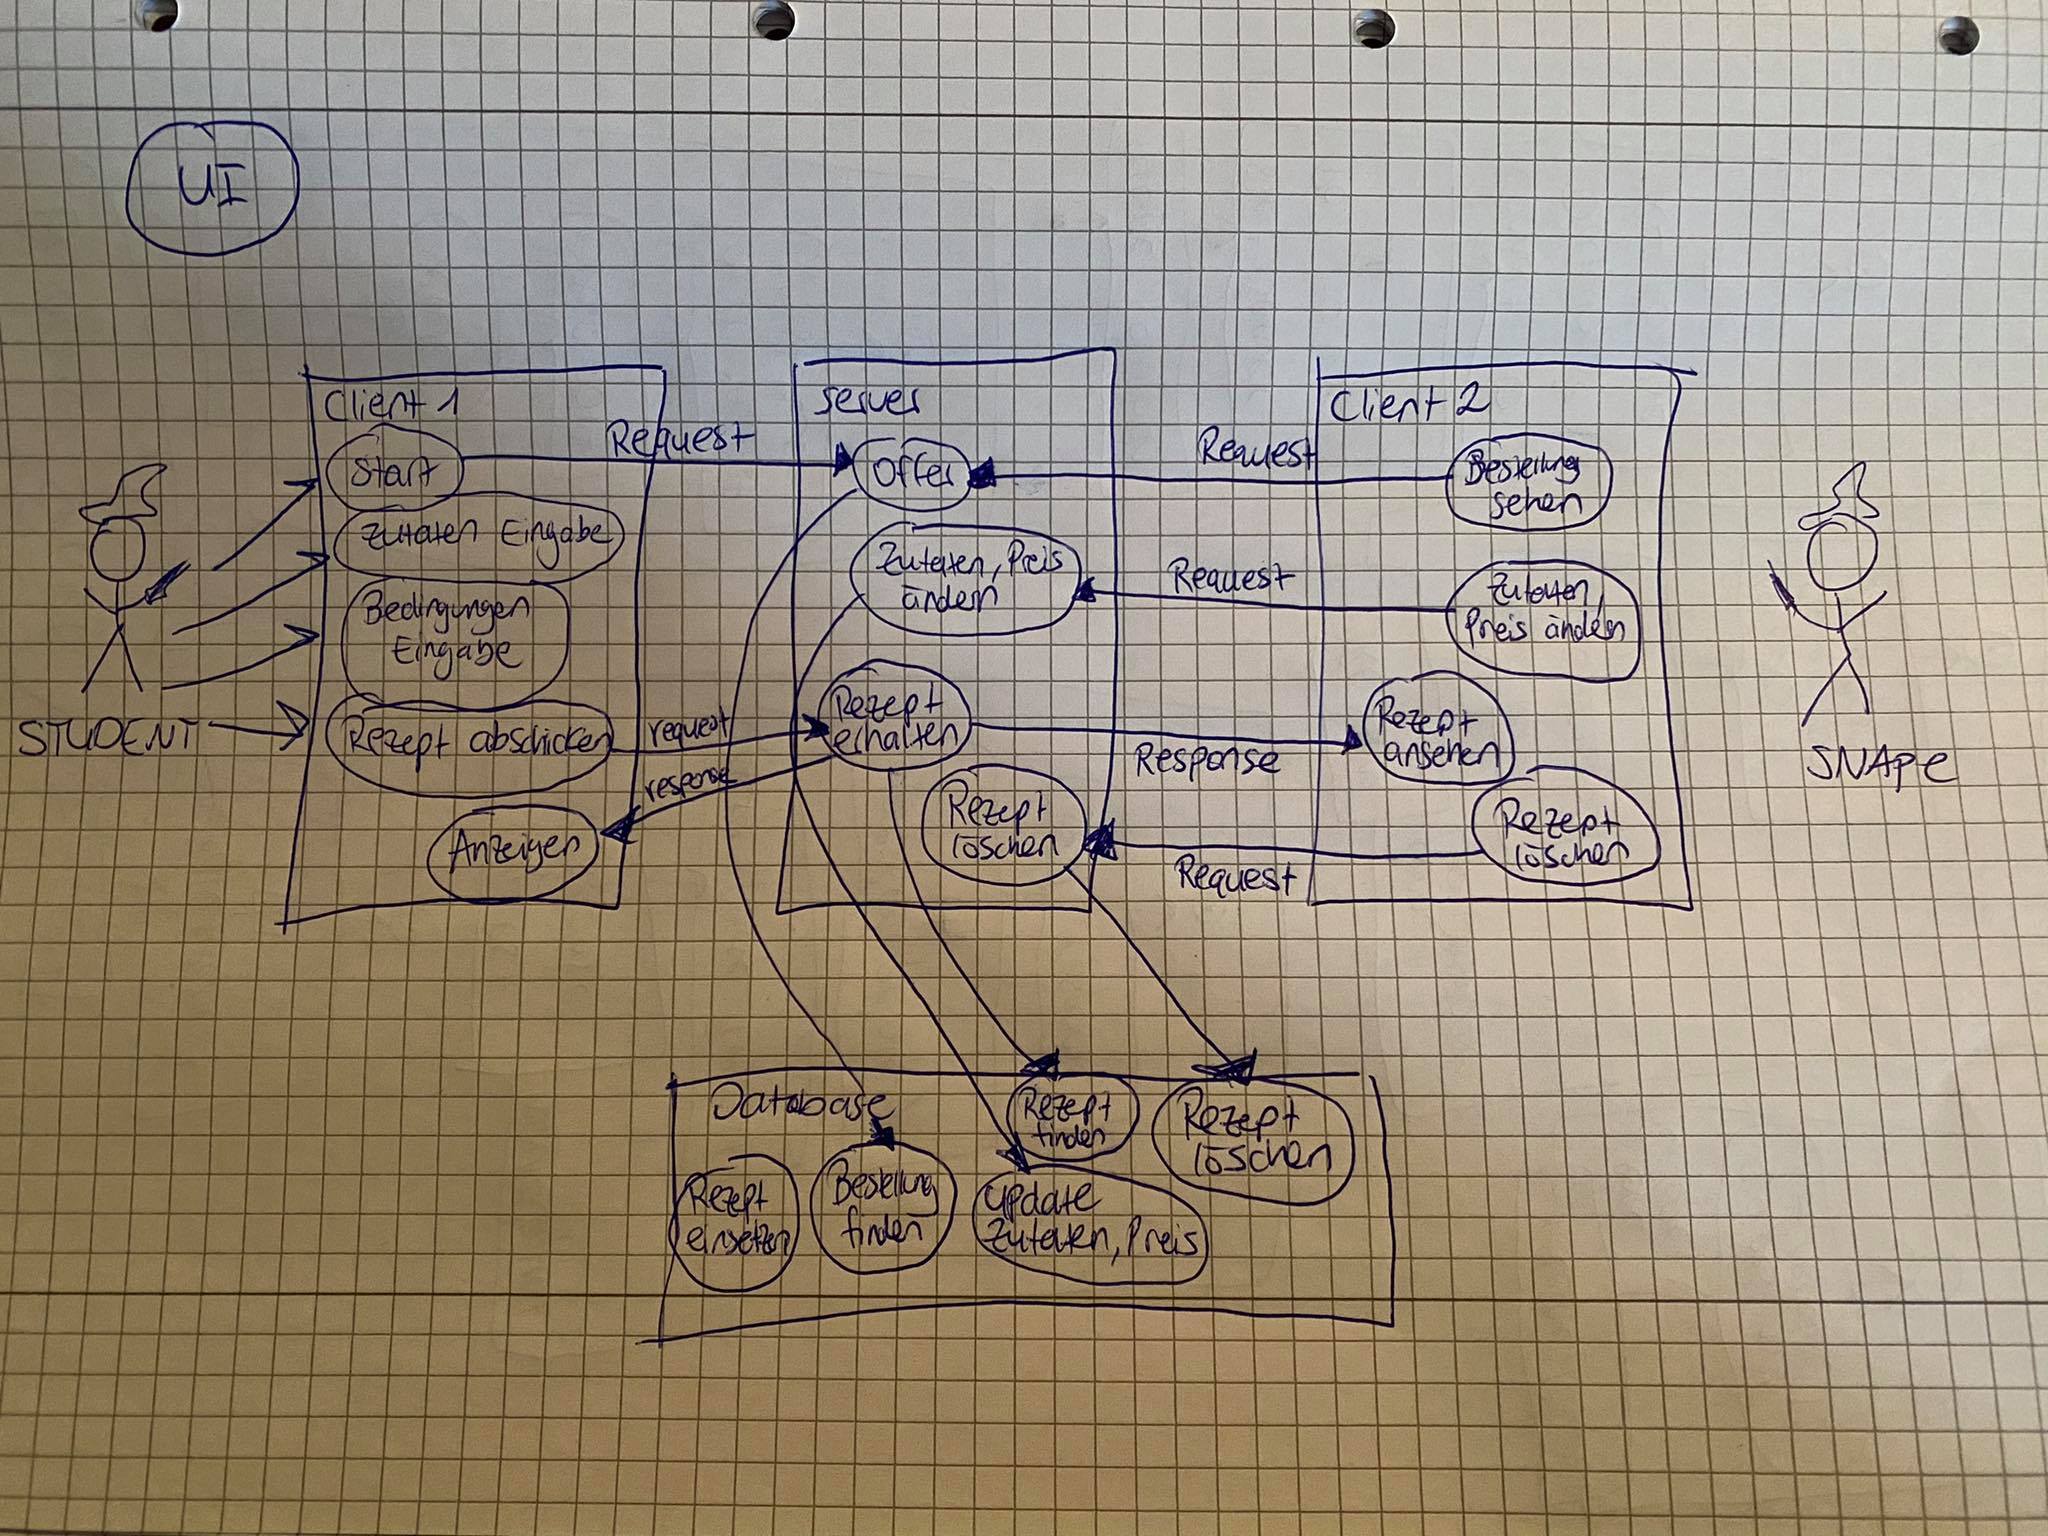 UI
Client 1
Start
Zutaten Eingabe
Bedingungen
Eingabe
Rezept abschicken
Anzeigen
STUDENT
Request
request
response
server
Offer
Zutaten, Preis
ändern
Rezept
erhalten
Rezept
löschen
Request
Request
Response
Request
Client 2
Bestellung
sehen
Zutaten,
Preis ändern
Rezept
ansehen
Rezept
löschen
SNApe
Database
Rezept
finden
Rezept
löschen
Rezept
einsetzen
Bestellung
finden
update
Zutaten, Preis